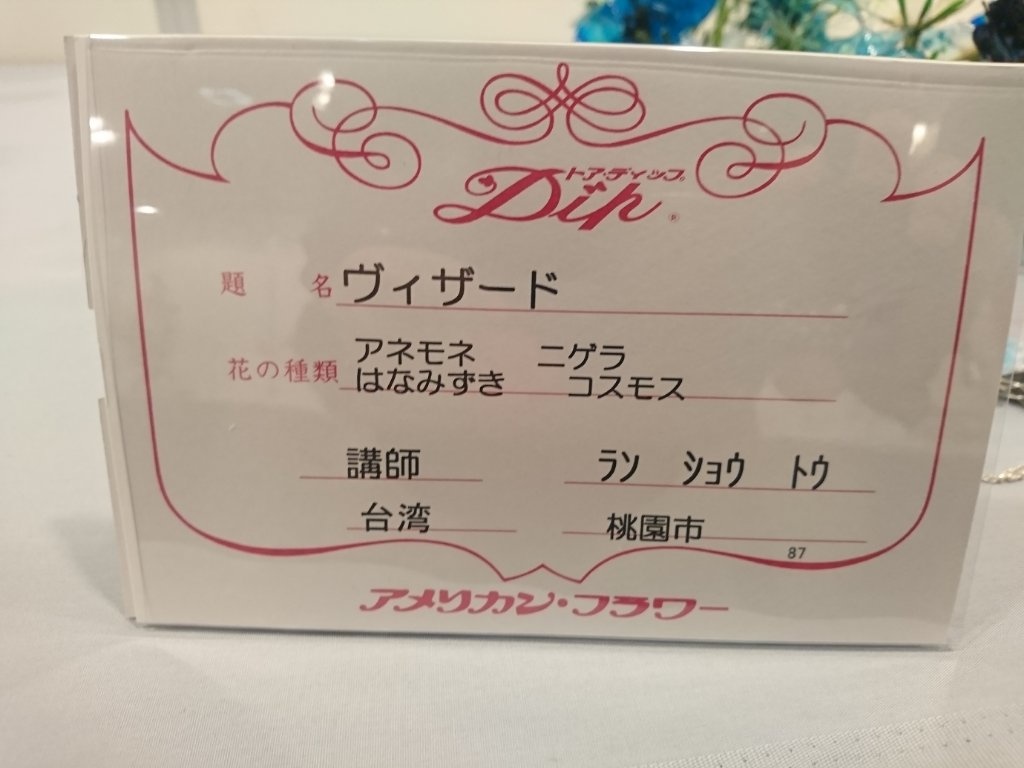 トア・ディップ®
Dip®
題 名 ヴィザード
花の種類 アネモネ ニゲラ
はなみずき コスモス
講師 ラン ショウ トウ
台湾 桃園市
87
アメリカン・フラワー